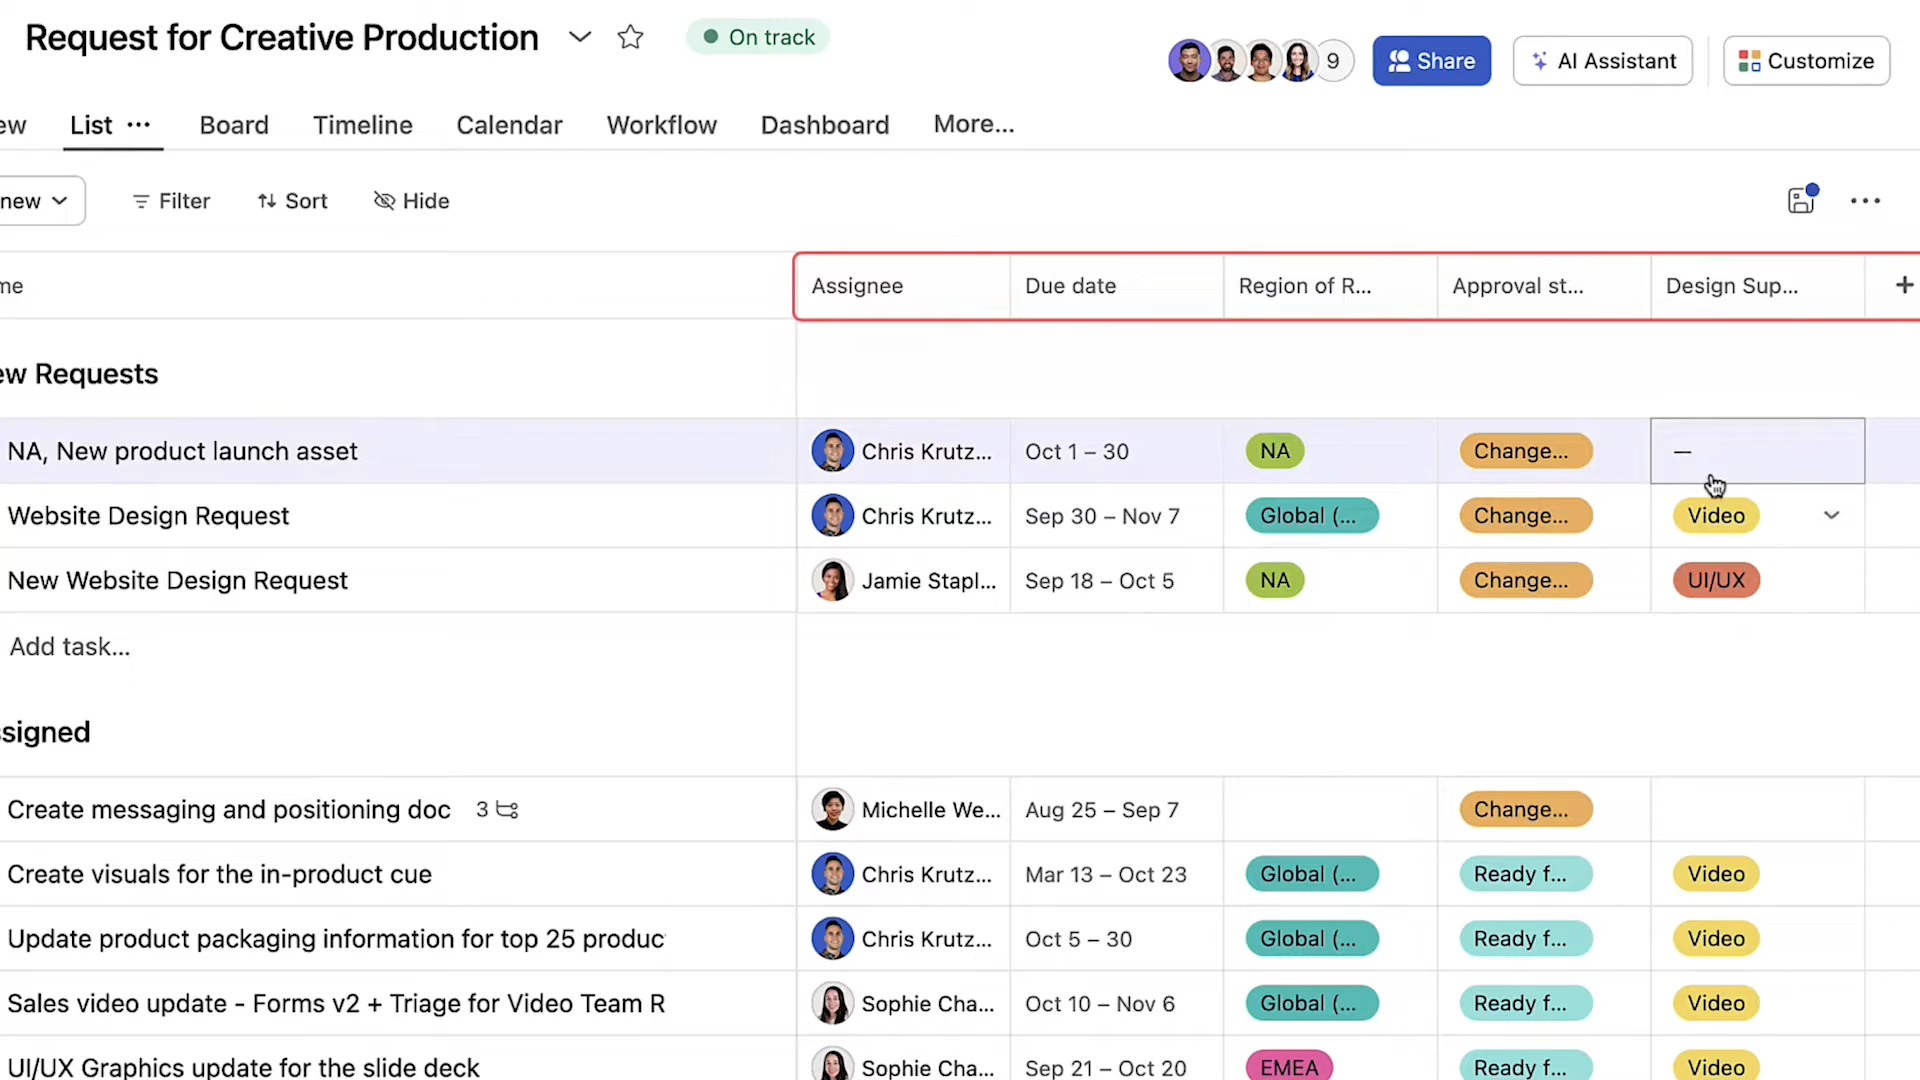 Request for Creative Production
On track
9
Share
AI Assistant
Customize
ew
List
Board
Timeline
Calendar
Workflow
Dashboard
More...
new
Filter
Sort
Hide
me
Assignee
Due date
Region of R...
Approval st...
Design Sup...
ew Requests
NA, New product launch asset
Chris Krutz...
Oct 1 – 30
NA
Change...
—
Website Design Request
Chris Krutz...
Sep 30 – Nov 7
Global (...
Change...
Video
New Website Design Request
Jamie Stapl...
Sep 18 – Oct 5
NA
Change...
UI/UX
Add task...
ssigned
Create messaging and positioning doc
3
Michelle We...
Aug 25 – Sep 7
Change...
Create visuals for the in-product cue
Chris Krutz...
Mar 13 – Oct 23
Global (...
Ready f...
Video
Update product packaging information for top 25 produc
Chris Krutz...
Oct 5 – 30
Global (...
Ready f...
Video
Sales video update - Forms v2 + Triage for Video Team R
Sophie Cha...
Oct 10 – Nov 6
Global (...
Ready f...
Video
UI/UX Graphics update for the slide deck
Sophie Cha...
Sep 21 – Oct 20
EMEA
Ready f...
Video